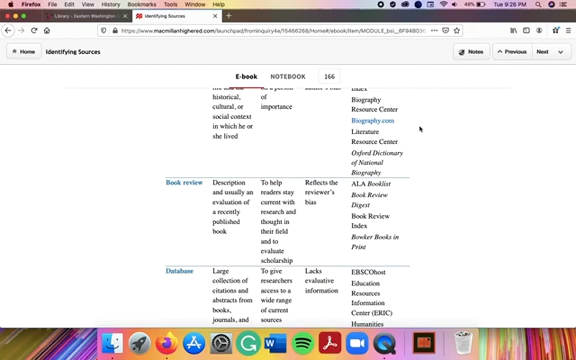 Firefox File Edit View History Bookmarks Tools Window Help 49% Tue 9:26 PM
Library - Eastern Washington
Identifying Sources
https://www.macmillanhighered.com/launchpad/frominquiry4e/15466268/Home#/ebook/item/MODULE_bsi_
Home
Identifying Sources
Notes
Previous
Next
E-book
NOTEBOOK
166
historical,
cultural, or
social context
in which he or
she lived
of
importance
Index
Biography
Resource Center
Biography.com
Literature
Resource Center
Oxford Dictionary
of National
Biography
Book review
Description
and usually an
evaluation of
a recently
published
book
To help
readers stay
current with
research and
thought in
their field
and to
evaluate
scholarship
Reflects the
reviewer's
bias
ALA Booklist
Book Review
Digest
Book Review
Index
Bowker Books in
Print
Database
Large
collection of
citations and
abstracts from
books,
journals, and
To give
researchers
access to a
wide range
of current
sources
Lacks
evaluative
information
EBSCOhost
Education
Resources
Information
Center (ERIC)
Humanities